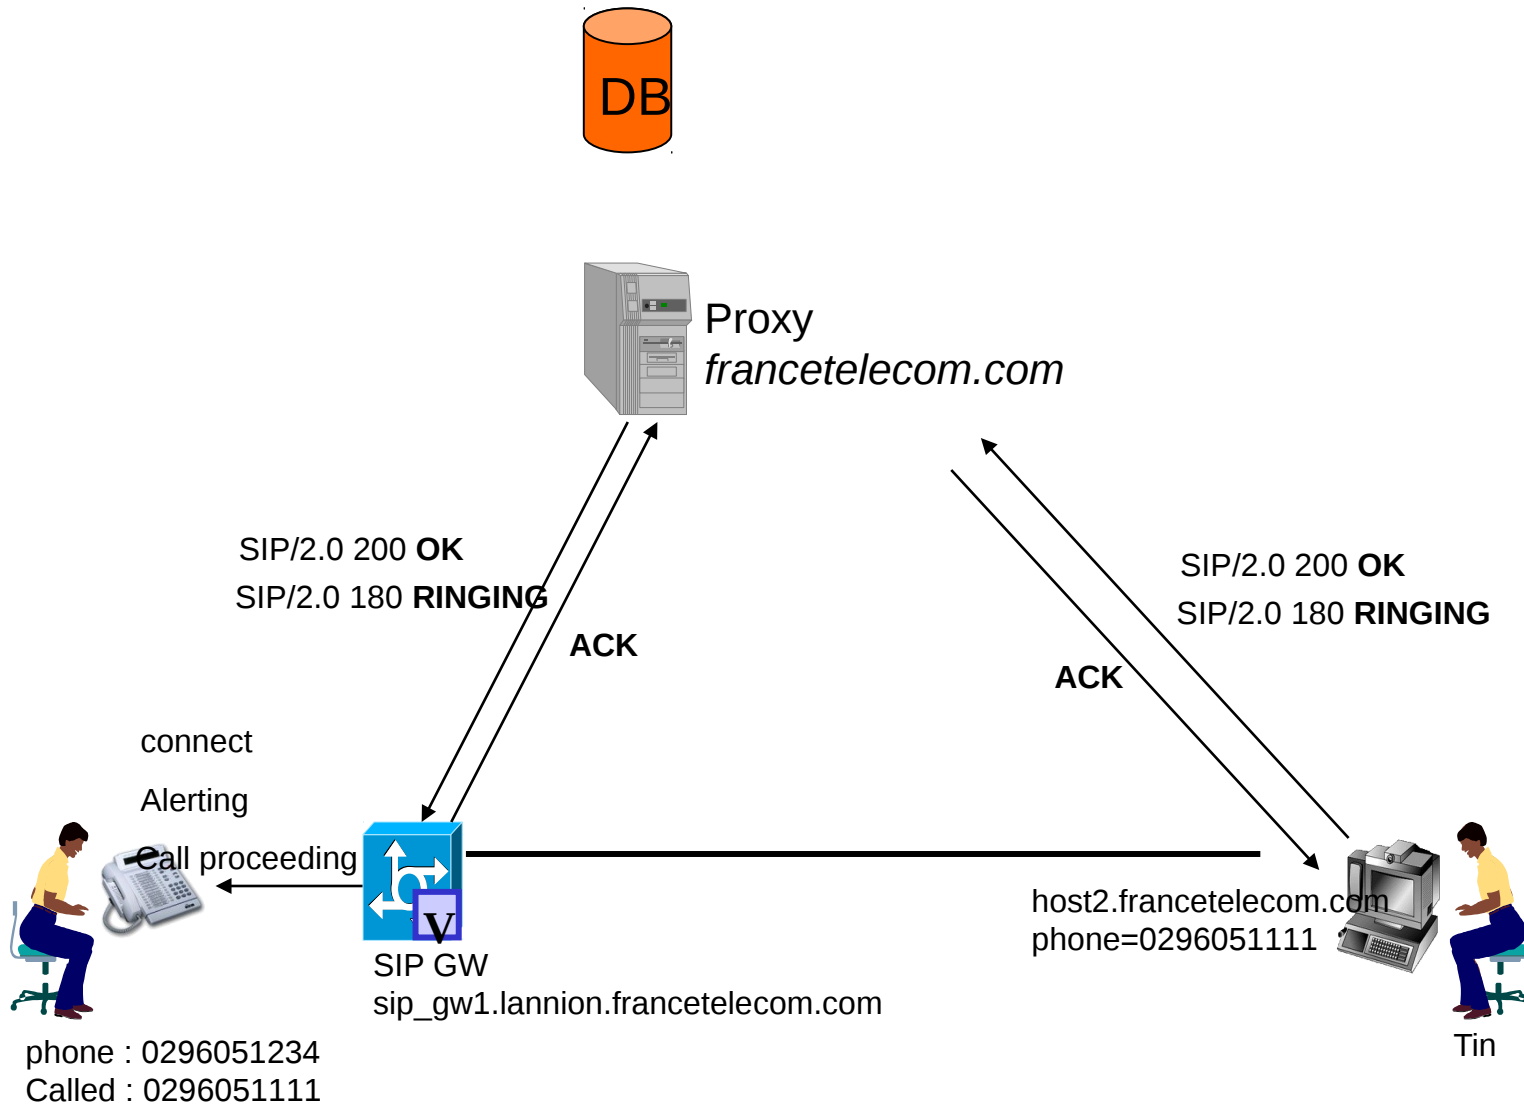 DB
Proxy
francetelecom.com
SIP/2.0 200 OK
SIP/2.0 180 RINGING
ACK
SIP/2.0 200 OK
SIP/2.0 180 RINGING
ACK
connect
Alerting
Call proceeding
V
SIP GW
sip_gw1.lannion.francetelecom.com
host2.francetelecom.com
phone=0296051111
Tin
phone : 0296051234
Called : 0296051111